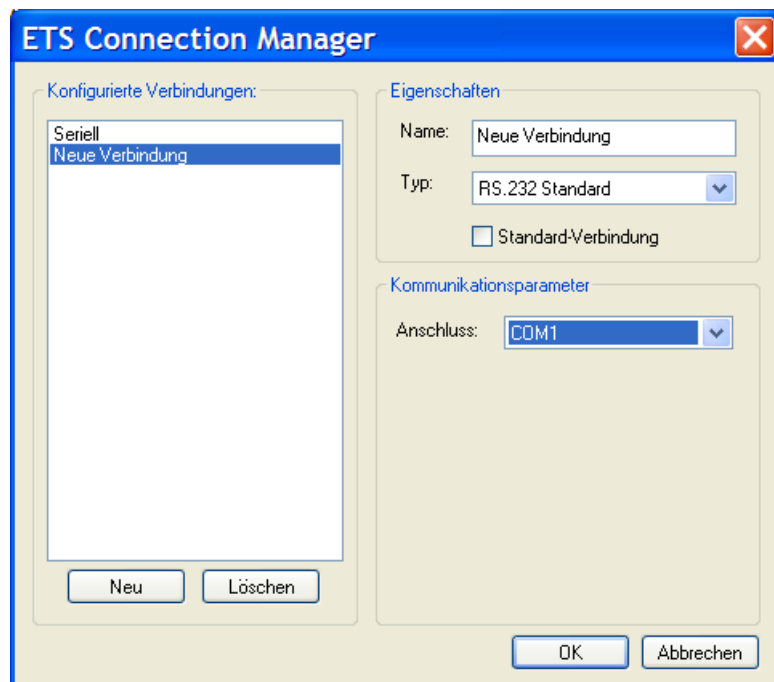 ETS Connection Manager
Konfigurierte Verbindungen:
Seriell
Neue Verbindung
Neu
Löschen
Eigenschaften
Name:
Neue Verbindung
Typ:
RS.232 Standard
Standard-Verbindung
Kommunikationsparameter
Anschluss:
COM1
OK
Abbrechen